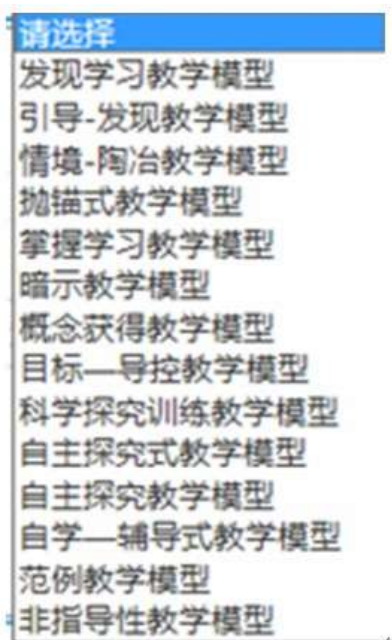 请选择
发现学习教学模型
引导-发现教学模型
情境-陶冶教学模型
抛锚式教学模型
掌握学习教学模型
暗示教学模型
概念获得教学模型
目标—导控教学模型
科学探究训练教学模型
自主探究式教学模型
自主探究教学模型
自学—辅导式教学模型
范例教学模型
非指导性教学模型